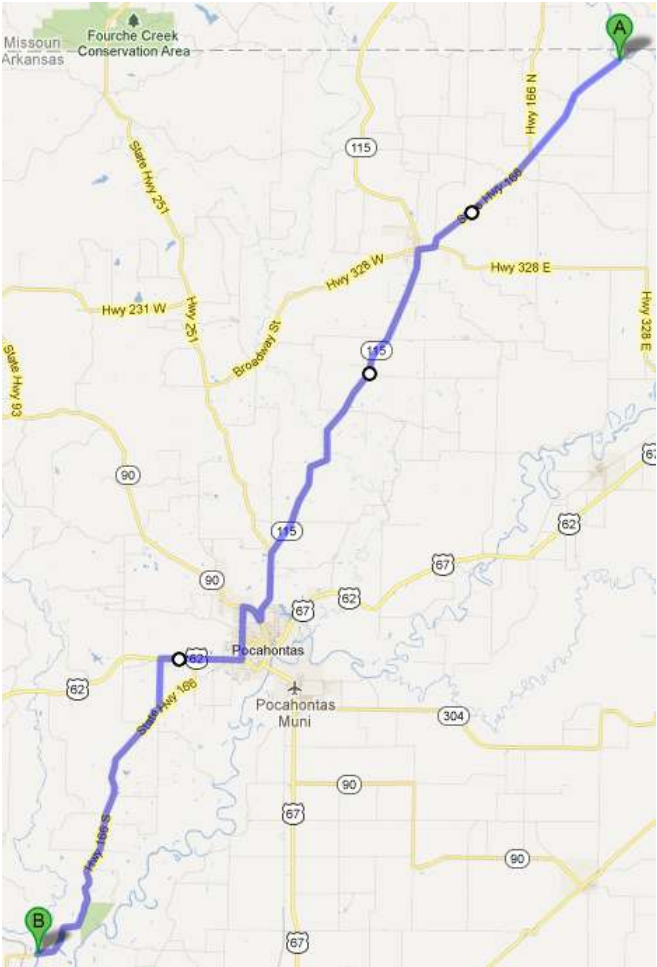 A
Missouri
Arkansas
Fourche Creek
Conservation Area
Hwy 166 N
115
State Hwy 251
State Hwy 166
Hwy 328 W
Hwy 328 E
Hwy 231 W
Hwy 251
Broadway St
Hwy 328 E
115
State Hwy 93
90
67
62
115
67
90
62
67
Pocahontas
62
62
State Hwy 166
Pocahontas
Muni
304
90
67
Hwy 166 S
90
B
67